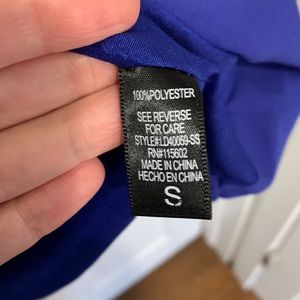 100%POLYESTER
SEE REVERSE
FOR CARE
STYLE#:LD40059-SS
RN#115602
MADE IN CHINA
HECHO EN CHINA
S